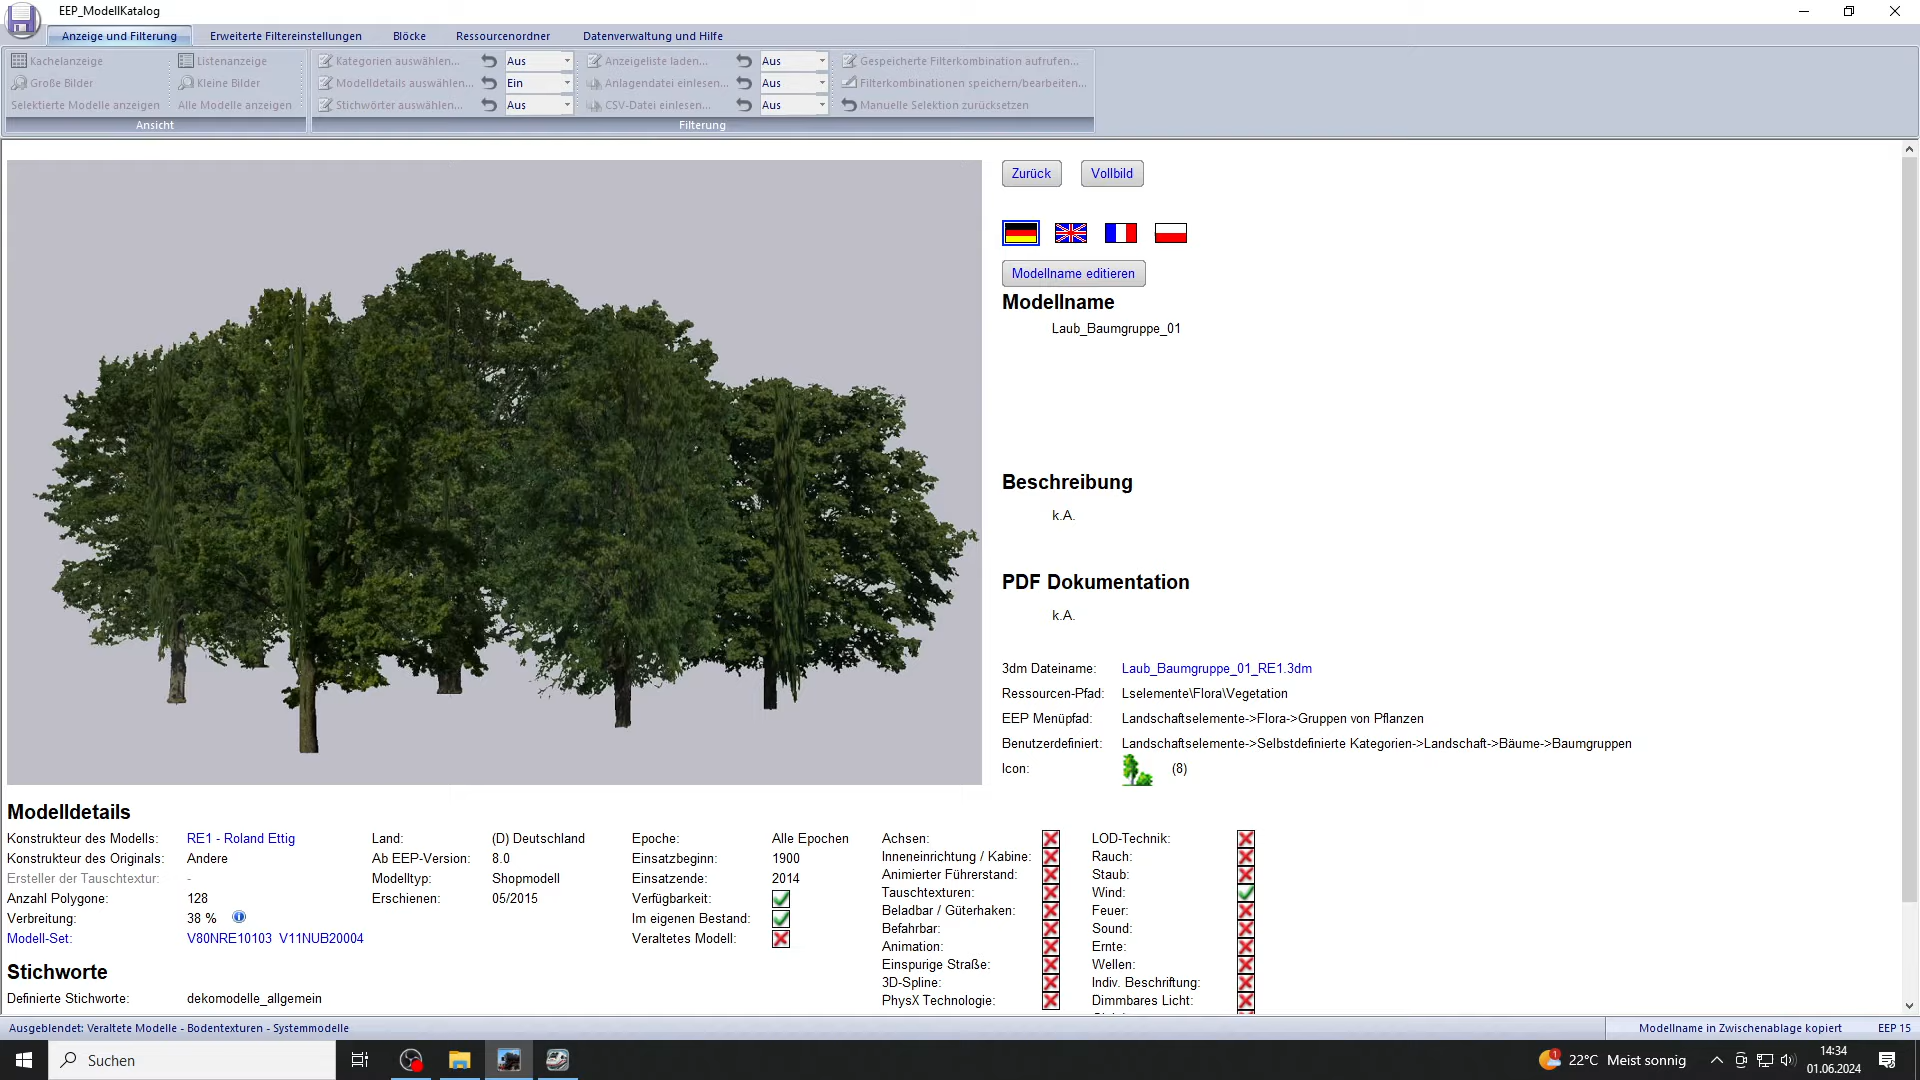 EEP_ModellKatalog
Anzeige und Filterung
Erweiterte Filtereinstellungen
Blöcke
Ressourcenordner
Datenverwaltung und Hilfe
Kachelanzeige
Listenanzeige
Große Bilder
Kleine Bilder
Selektierte Modelle anzeigen
Alle Modelle anzeigen
Ansicht
Kategorien auswählen...
Aus
Anzeigeliste laden...
Aus
Gespeicherte Filterkombination aufrufen...
Modelldetails auswählen...
Ein
Anlagendatei einlesen...
Aus
Filterkombinationen speichern/bearbeiten...
Stichwörter auswählen...
Aus
CSV-Datei einlesen...
Aus
Manuelle Selektion zurücksetzen
Filterung
Zurück
Vollbild
Modellname editieren
Modellname
Laub_Baumgruppe_01
Beschreibung
k.A.
PDF Dokumentation
k.A.
3dm Dateiname: Laub_Baumgruppe_01_RE1.3dm
Ressourcen-Pfad: Lselemente\Flora\Vegetation
EEP Menüpfad: Landschaftselemente->Flora->Gruppen von Pflanzen
Benutzerdefiniert: Landschaftselemente->Selbstdefinierte Kategorien->Landschaft->Bäume->Baumgruppen
Icon: (8)
Modelldetails
Konstrukteur des Modells: RE1 - Roland Ettig
Konstrukteur des Originals: Andere
Ersteller der Tauschtextur: -
Anzahl Polygone: 128
Verbreitung: 38 %
Modell-Set: V80NRE10103 V11NUB20004
Land: (D) Deutschland
Ab EEP-Version: 8.0
Modelltyp: Shopmodell
Erschienen: 05/2015
Epoche: Alle Epochen
Einsatzbeginn: 1900
Einsatzende: 2014
Verfügbarkeit:
Im eigenen Bestand:
Veraltetes Modell:
Achsen:
Inneneinrichtung / Kabine:
Animierter Führerstand:
Tauschtexturen:
Beladbar / Güterhaken:
Befahrbar:
Animation:
Einspurige Straße:
3D-Spline:
PhysX Technologie:
LOD-Technik:
Rauch:
Staub:
Wind:
Feuer:
Sound:
Ernte:
Wellen:
Indiv. Beschriftung:
Dimmbares Licht:
Stichworte
Definierte Stichworte: dekomodelle_allgemein
Ausgeblendet: Veraltete Modelle - Bodentexturen - Systemmodelle
Modellname in Zwischenablage kopiert
EEP 15
Suchen
1
22°C Meist sonnig
14:34
01.06.2024